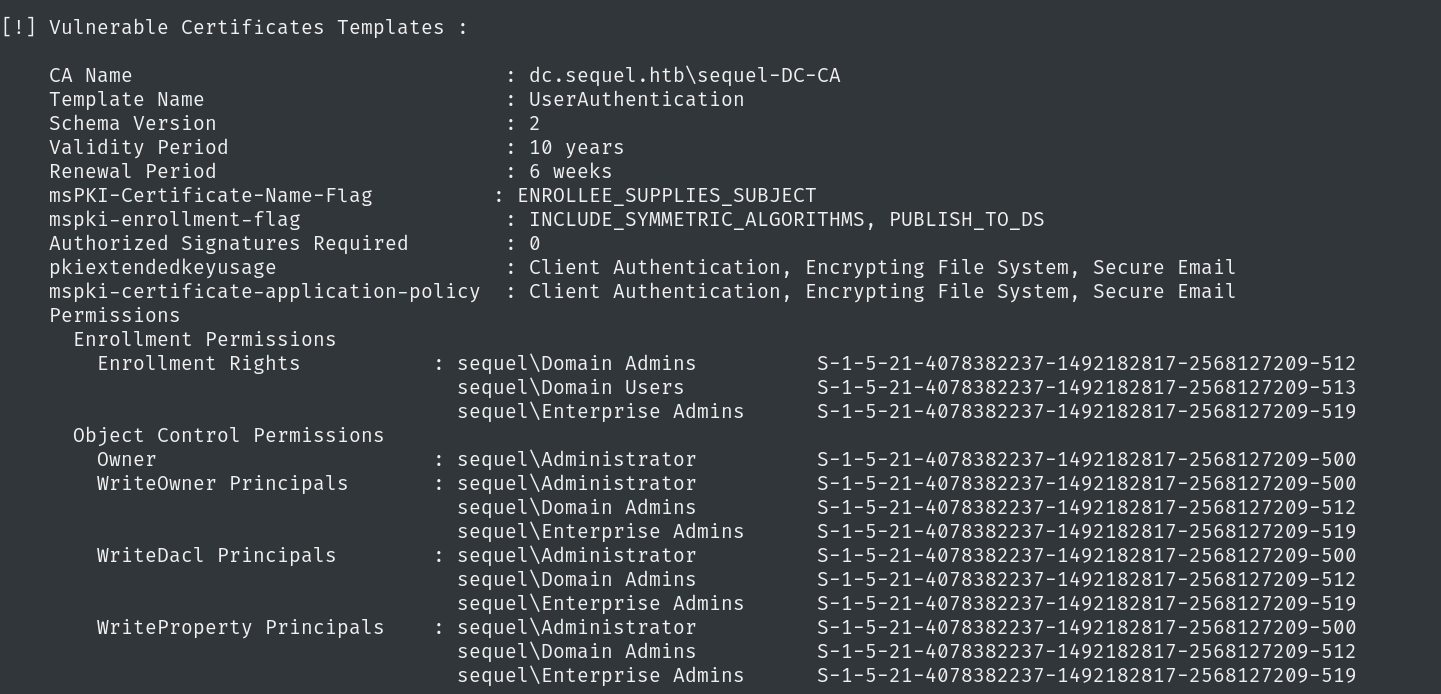 [!] Vulnerable Certificates Templates :
CA Name : dc.sequel.htb\sequel-DC-CA
Template Name : UserAuthentication
Schema Version : 2
Validity Period : 10 years
Renewal Period : 6 weeks
msPKI-Certificate-Name-Flag : ENROLLEE_SUPPLIES_SUBJECT
mspki-enrollment-flag : INCLUDE_SYMMETRIC_ALGORITHMS, PUBLISH_TO_DS
Authorized Signatures Required : 0
pkiextendedkeyusage : Client Authentication, Encrypting File System, Secure Email
mspki-certificate-application-policy : Client Authentication, Encrypting File System, Secure Email
Permissions
Enrollment Permissions
Enrollment Rights : sequel\Domain Admins S-1-5-21-4078382237-1492182817-2568127209-512
sequel\Domain Users S-1-5-21-4078382237-1492182817-2568127209-513
sequel\Enterprise Admins S-1-5-21-4078382237-1492182817-2568127209-519
Object Control Permissions
Owner : sequel\Administrator S-1-5-21-4078382237-1492182817-2568127209-500
WriteOwner Principals : sequel\Administrator S-1-5-21-4078382237-1492182817-2568127209-500
sequel\Domain Admins S-1-5-21-4078382237-1492182817-2568127209-512
sequel\Enterprise Admins S-1-5-21-4078382237-1492182817-2568127209-519
WriteDacl Principals : sequel\Administrator S-1-5-21-4078382237-1492182817-2568127209-500
sequel\Domain Admins S-1-5-21-4078382237-1492182817-2568127209-512
sequel\Enterprise Admins S-1-5-21-4078382237-1492182817-2568127209-519
WriteProperty Principals : sequel\Administrator S-1-5-21-4078382237-1492182817-2568127209-500
sequel\Domain Admins S-1-5-21-4078382237-1492182817-2568127209-512
sequel\Enterprise Admins S-1-5-21-4078382237-1492182817-2568127209-519